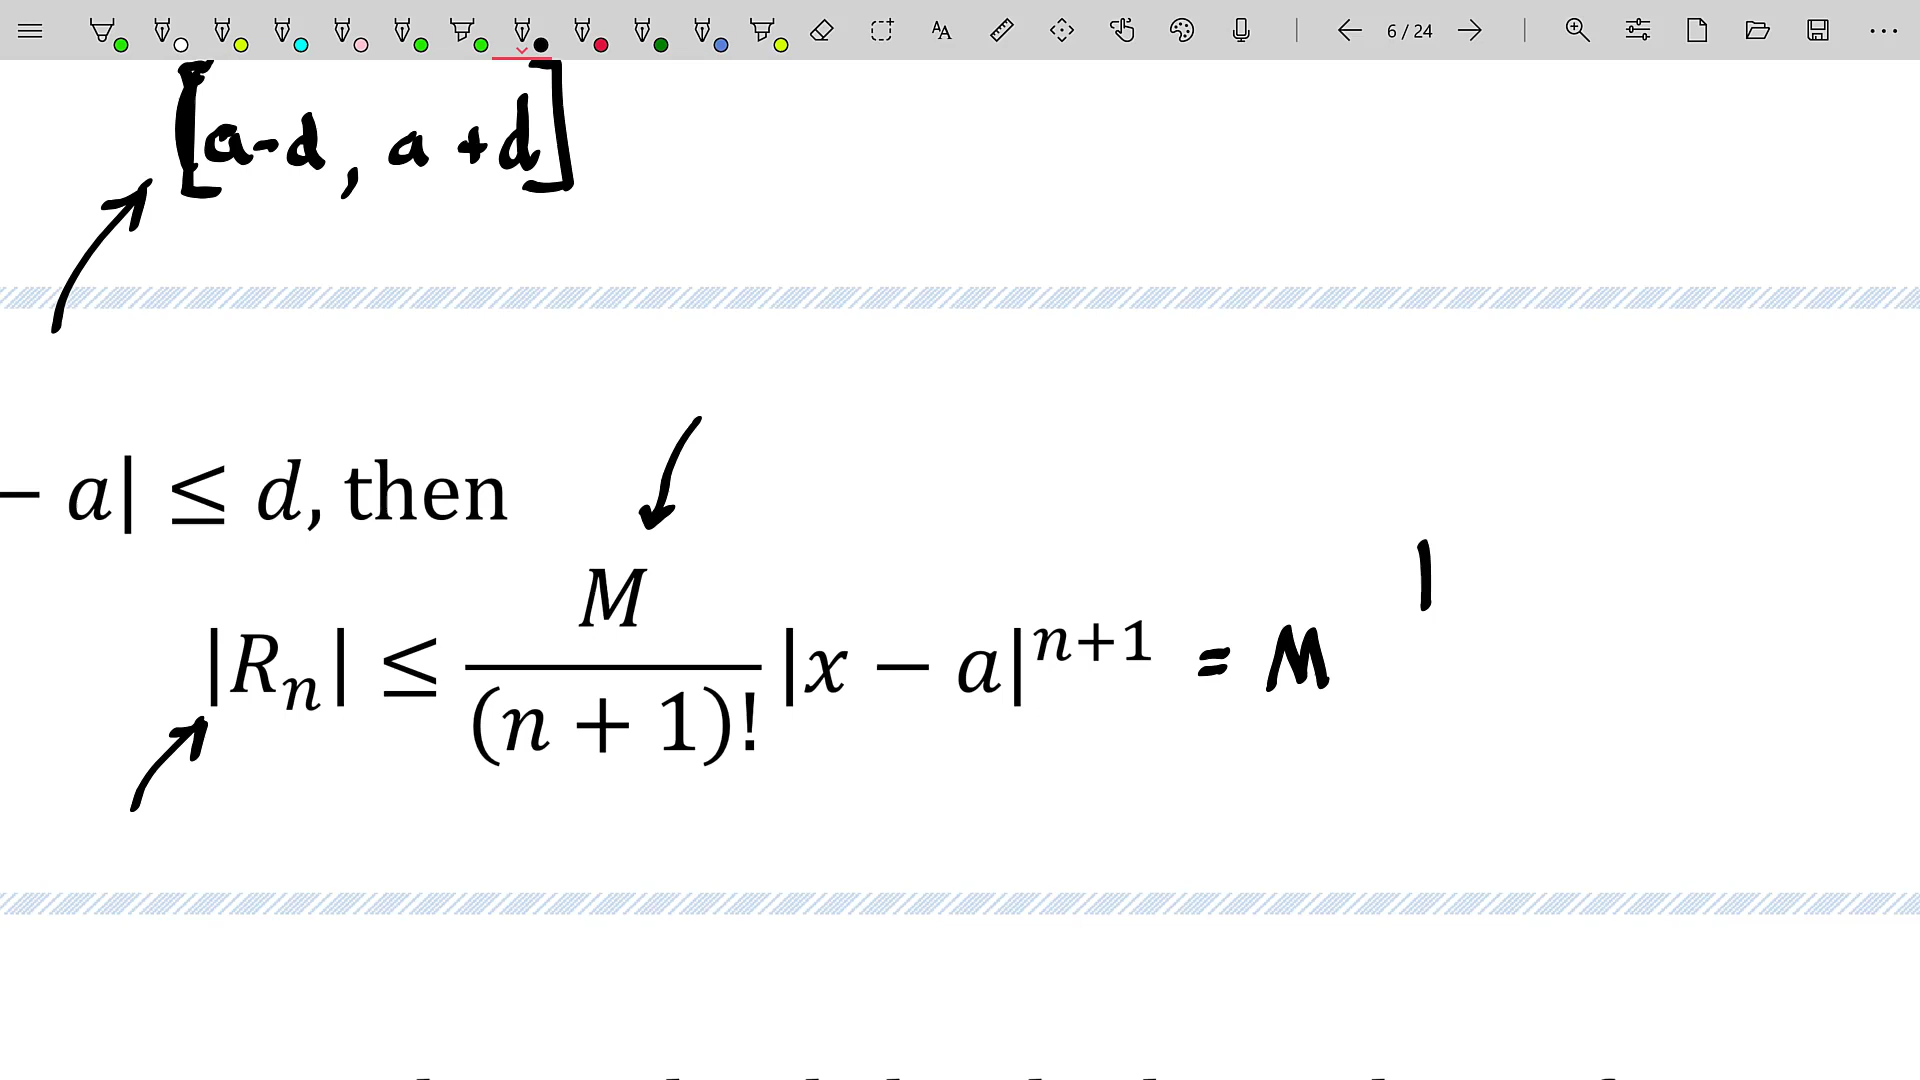 6 / 24
[a-d, a+d]
− a| ≤ d, then
|Rₙ| ≤ M/(n + 1)! |x − a|ⁿ⁺¹ = M |